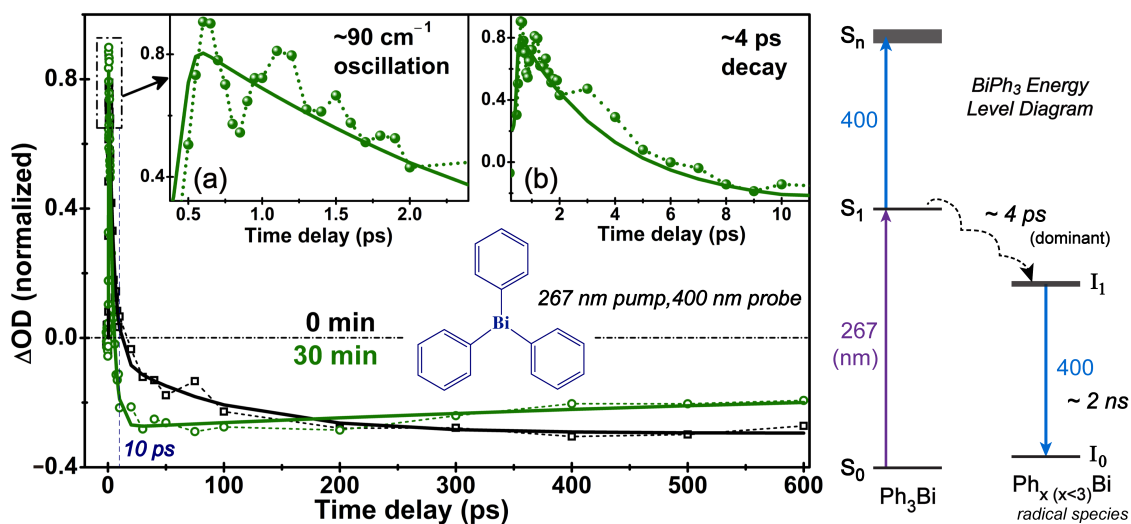 ΔOD (normalized)
0.8
0.4
0.0
−0.4
0.8
0.4
~90 cm⁻¹
oscillation
(a)
0.5
1.0
1.5
2.0
Time delay (ps)
0.8
0.4
0.0
~4 ps
decay
(b)
2
4
6
8
10
Time delay (ps)
267 nm pump,400 nm probe
0 min
30 min
Bi
10 ps
0
100
200
300
400
500
600
Time delay (ps)
Sₙ
BiPh₃ Energy
Level Diagram
400
S₁
~ 4 ps
(dominant)
I₁
267
(nm)
400
~ 2 ns
S₀
I₀
Ph₃Bi
Phₓ (x<3)Bi
radical species